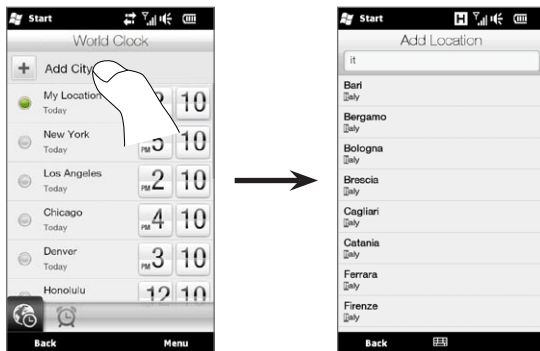 Start
World Clock
Add City
My Location
Today
10
New York
Today
PM 5 10
Los Angeles
Today
PM 2 10
Chicago
Today
PM 4 10
Denver
Today
PM 3 10
Honolulu
12 10
Back Menu
Start H
Add Location
it
Bari
Italy
Bergamo
Italy
Bologna
Italy
Brescia
Italy
Cagliari
Italy
Catania
Italy
Ferrara
Italy
Firenze
Italy
Back